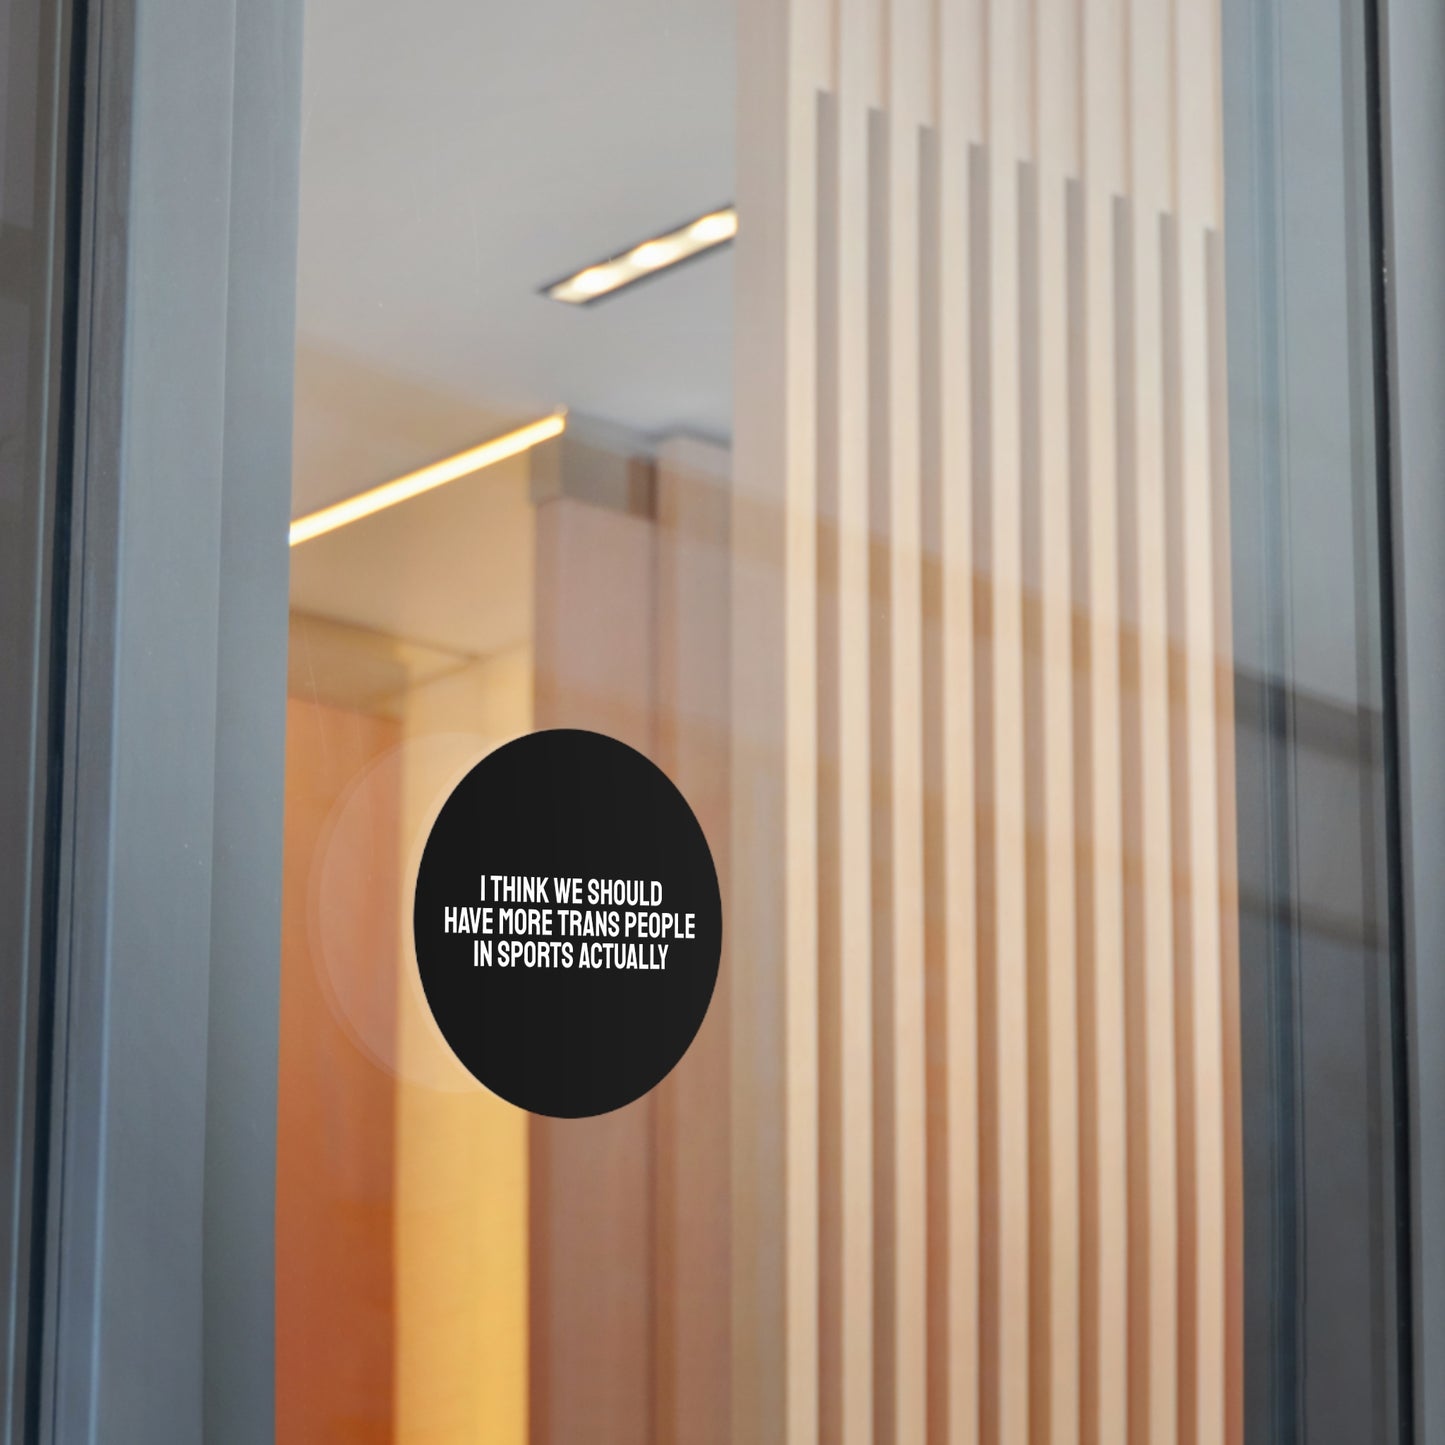 I THINK WE SHOULD
HAVE MORE TRANS PEOPLE
IN SPORTS ACTUALLY